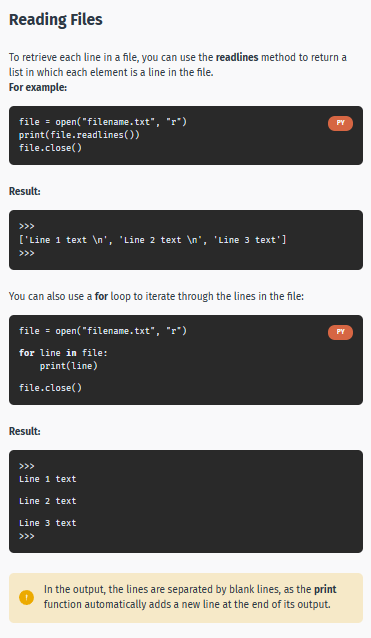 Reading Files
To retrieve each line in a file, you can use the readlines method to return a
list in which each element is a line in the file.
For example:
file = open("filename.txt", "r")
PY
print(file.readlines())
file.close()
Result:
>>>
['Line 1 text \n', 'Line 2 text \n', 'Line 3 text']
>>>
You can also use a for loop to iterate through the lines in the file:
file = open("filename.txt", "r")
PY
for line in file:
    print(line)
file.close()
Result:
>>>
Line 1 text
Line 2 text
Line 3 text
>>>
! In the output, the lines are separated by blank lines, as the print
function automatically adds a new line at the end of its output.